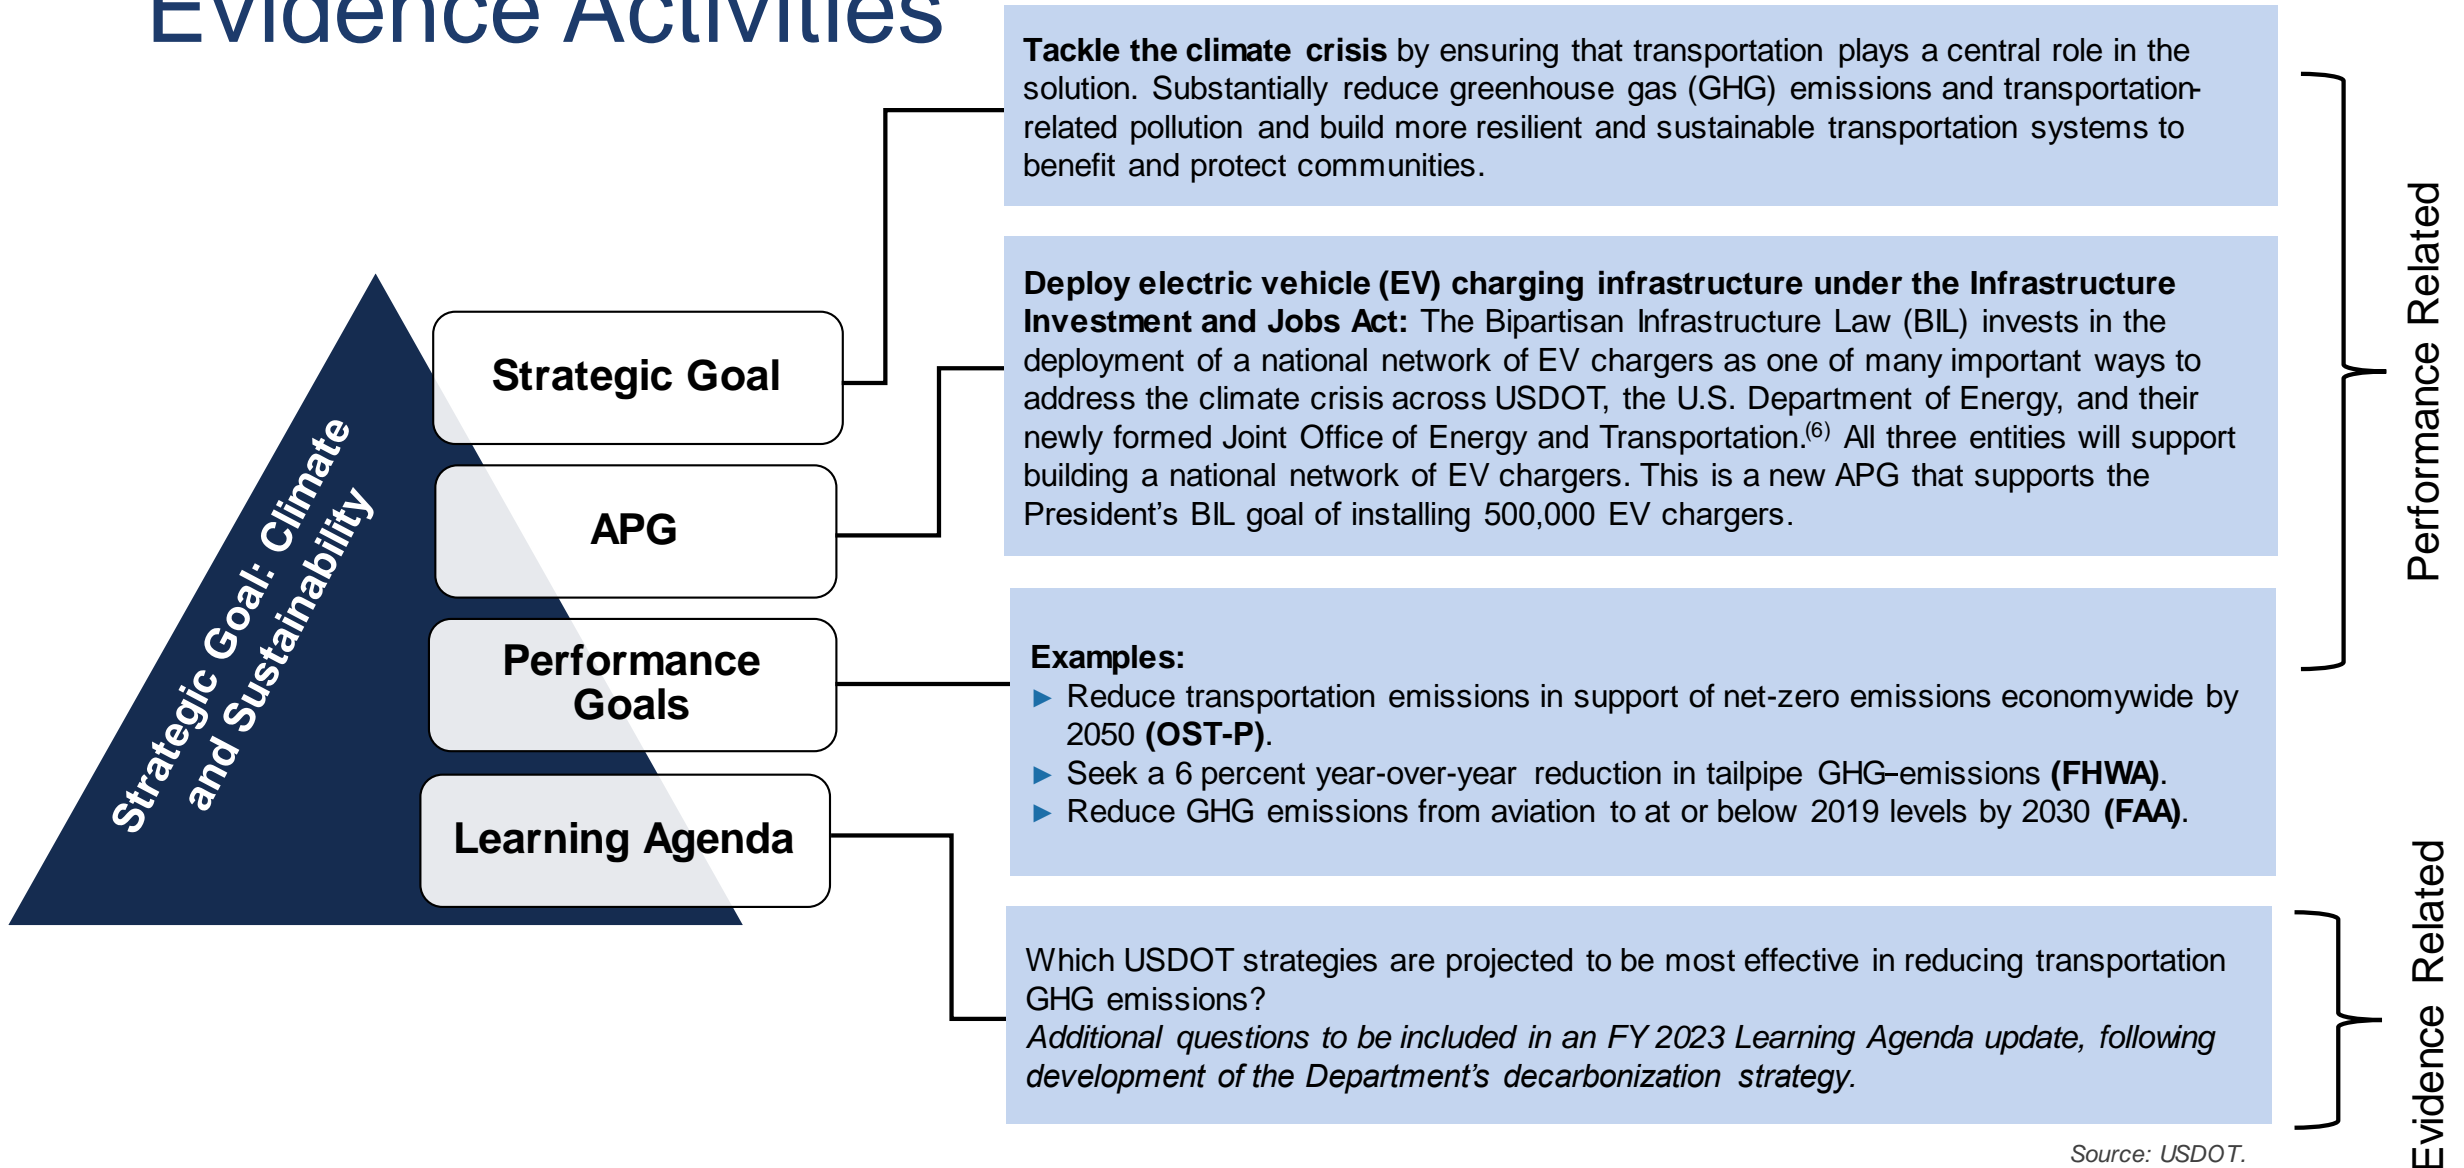 Evidence Activities
Tackle the climate crisis by ensuring that transportation plays a central role in the
solution. Substantially reduce greenhouse gas (GHG) emissions and transportation-
related pollution and build more resilient and sustainable transportation systems to
benefit and protect communities.
Strategic Goal: Climate
and Sustainability
Strategic Goal
APG
Performance
Goals
Learning Agenda
Deploy electric vehicle (EV) charging infrastructure under the Infrastructure
Investment and Jobs Act: The Bipartisan Infrastructure Law (BIL) invests in the
deployment of a national network of EV chargers as one of many important ways to
address the climate crisis across USDOT, the U.S. Department of Energy, and their
newly formed Joint Office of Energy and Transportation.(6) All three entities will support
building a national network of EV chargers. This is a new APG that supports the
President’s BIL goal of installing 500,000 EV chargers.
Examples:
► Reduce transportation emissions in support of net-zero emissions economywide by
2050 (OST-P).
► Seek a 6 percent year-over-year reduction in tailpipe GHG–emissions (FHWA).
► Reduce GHG emissions from aviation to at or below 2019 levels by 2030 (FAA).
Which USDOT strategies are projected to be most effective in reducing transportation
GHG emissions?
Additional questions to be included in an FY 2023 Learning Agenda update, following
development of the Department’s decarbonization strategy.
Performance Related
Evidence Related
Source: USDOT.